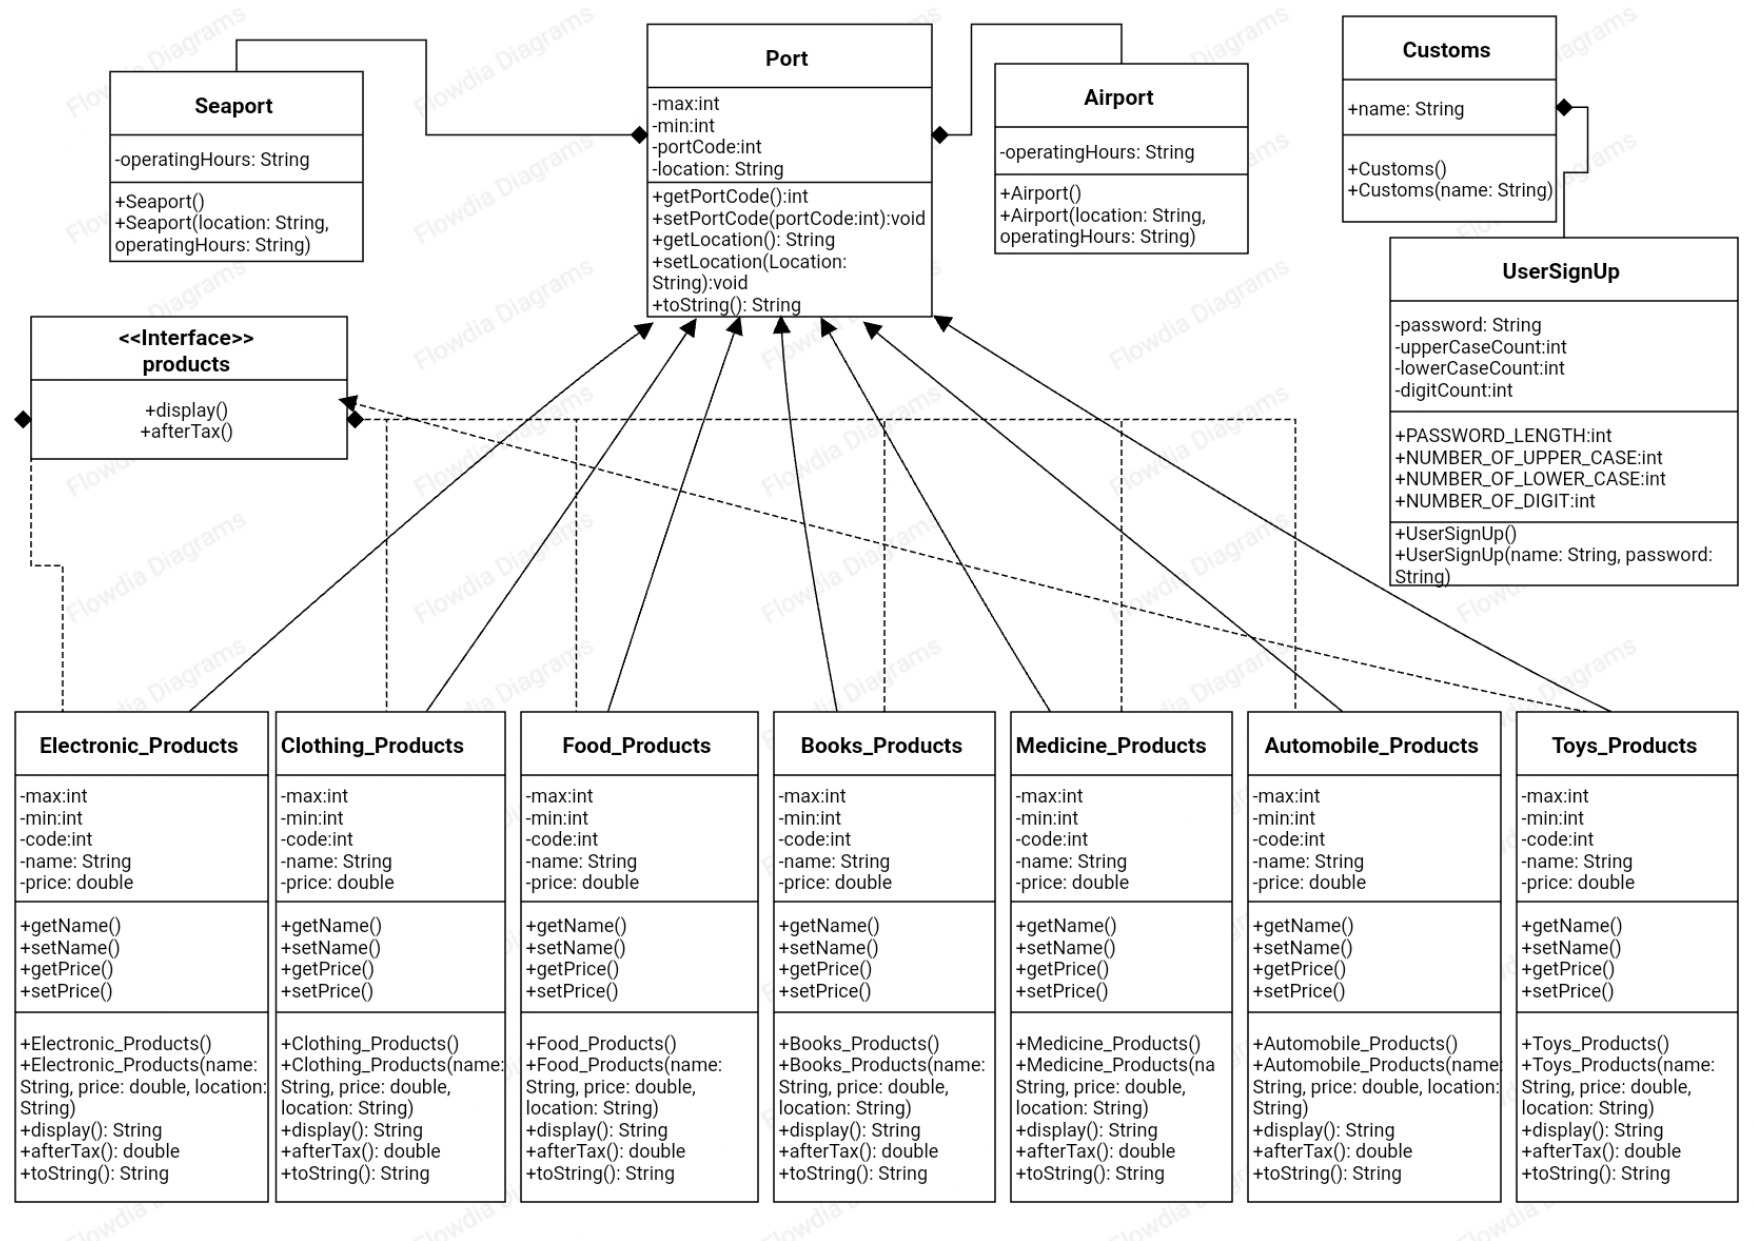 Port
-max:int
-min:int
-portCode:int
-location: String
+getPortCode():int
+setPortCode(portCode:int):void
+getLocation(): String
+setLocation(Location:
String):void
+toString(): String
Seaport
-operatingHours: String
+Seaport()
+Seaport(location: String,
operatingHours: String)
Airport
-operatingHours: String
+Airport()
+Airport(location: String,
operatingHours: String)
Customs
+name: String
+Customs()
+Customs(name: String)
UserSignUp
-password: String
-upperCaseCount:int
-lowerCaseCount:int
-digitCount:int
+PASSWORD_LENGTH:int
+NUMBER_OF_UPPER_CASE:int
+NUMBER_OF_LOWER_CASE:int
+NUMBER_OF_DIGIT:int
+UserSignUp()
+UserSignUp(name: String, password:
String)
<<Interface>>
products
+display()
+afterTax()
Electronic_Products
-max:int
-min:int
-code:int
-name: String
-price: double
+getName()
+setName()
+getPrice()
+setPrice()
+Electronic_Products()
+Electronic_Products(name:
String, price: double, location:
String)
+display(): String
+afterTax(): double
+toString(): String
Clothing_Products
-max:int
-min:int
-code:int
-name: String
-price: double
+getName()
+setName()
+getPrice()
+setPrice()
+Clothing_Products()
+Clothing_Products(name:
String, price: double,
location: String)
+display(): String
+afterTax(): double
+toString(): String
Food_Products
-max:int
-min:int
-code:int
-name: String
-price: double
+getName()
+setName()
+getPrice()
+setPrice()
+Food_Products()
+Food_Products(name:
String, price: double,
location: String)
+display(): String
+afterTax(): double
+toString(): String
Books_Products
-max:int
-min:int
-code:int
-name: String
-price: double
+getName()
+setName()
+getPrice()
+setPrice()
+Books_Products()
+Books_Products(name:
String, price: double,
location: String)
+display(): String
+afterTax(): double
+toString(): String
Medicine_Products
-max:int
-min:int
-code:int
-name: String
-price: double
+getName()
+setName()
+getPrice()
+setPrice()
+Medicine_Products()
+Medicine_Products(na
String, price: double,
location: String)
+display(): String
+afterTax(): double
+toString(): String
Automobile_Products
-max:int
-min:int
-code:int
-name: String
-price: double
+getName()
+setName()
+getPrice()
+setPrice()
+Automobile_Products()
+Automobile_Products(name:
String, price: double, location:
String)
+display(): String
+afterTax(): double
+toString(): String
Toys_Products
-max:int
-min:int
-code:int
-name: String
-price: double
+getName()
+setName()
+getPrice()
+setPrice()
+Toys_Products()
+Toys_Products(name:
String, price: double,
location: String)
+display(): String
+afterTax(): double
+toString(): String
Flowdia Diagrams